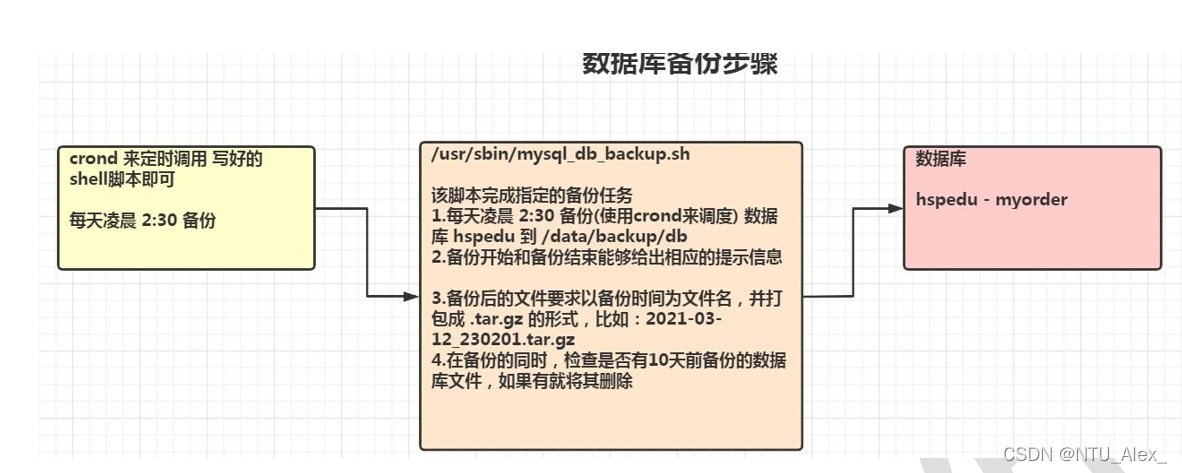 数据库备份步骤
crond 来定时调用 写好的
shell脚本即可
每天凌晨 2:30 备份
/usr/sbin/mysql_db_backup.sh
该脚本完成指定的备份任务
1.每天凌晨 2:30 备份(使用crond来调度) 数据
库 hspedu 到 /data/backup/db
2.备份开始和备份结束能够给出相应的提示信息
3.备份后的文件要求以备份时间为文件名，并打
包成 .tar.gz 的形式，比如：2021-03-
12_230201.tar.gz
4.在备份的同时，检查是否有10天前备份的数据
库文件，如果有就将其删除
数据库
hspedu - myorder
CSDN @NTU_Alex_